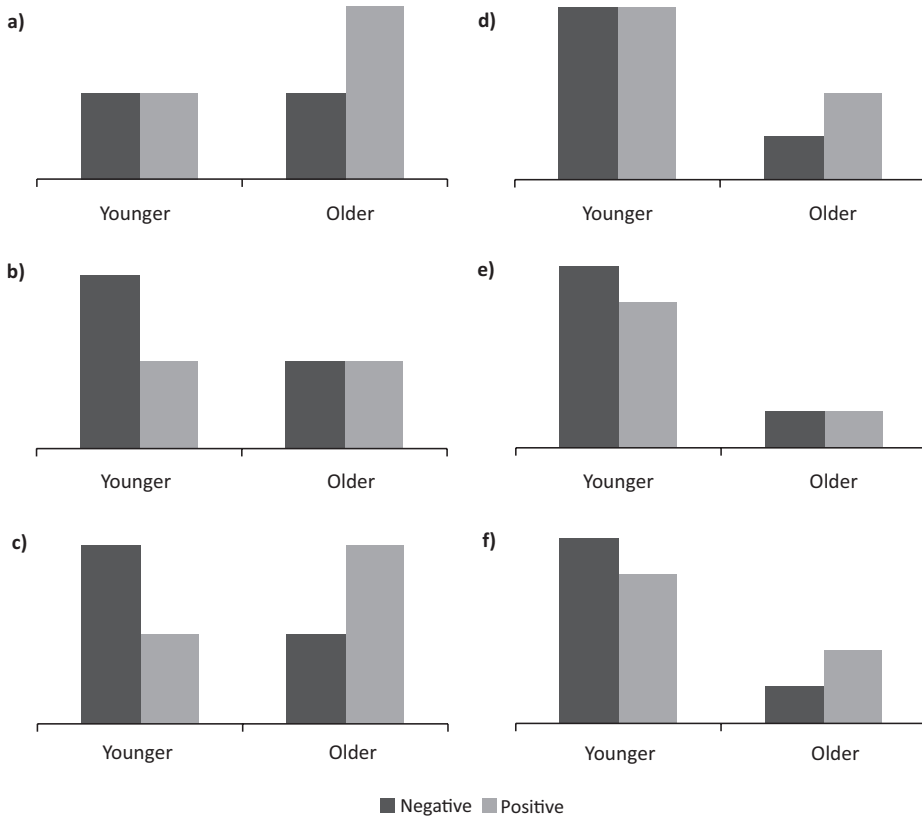 a)
Younger Older
b)
Younger Older
c)
Younger Older
d)
Younger Older
e)
Younger Older
f)
Younger Older
Negative Positive